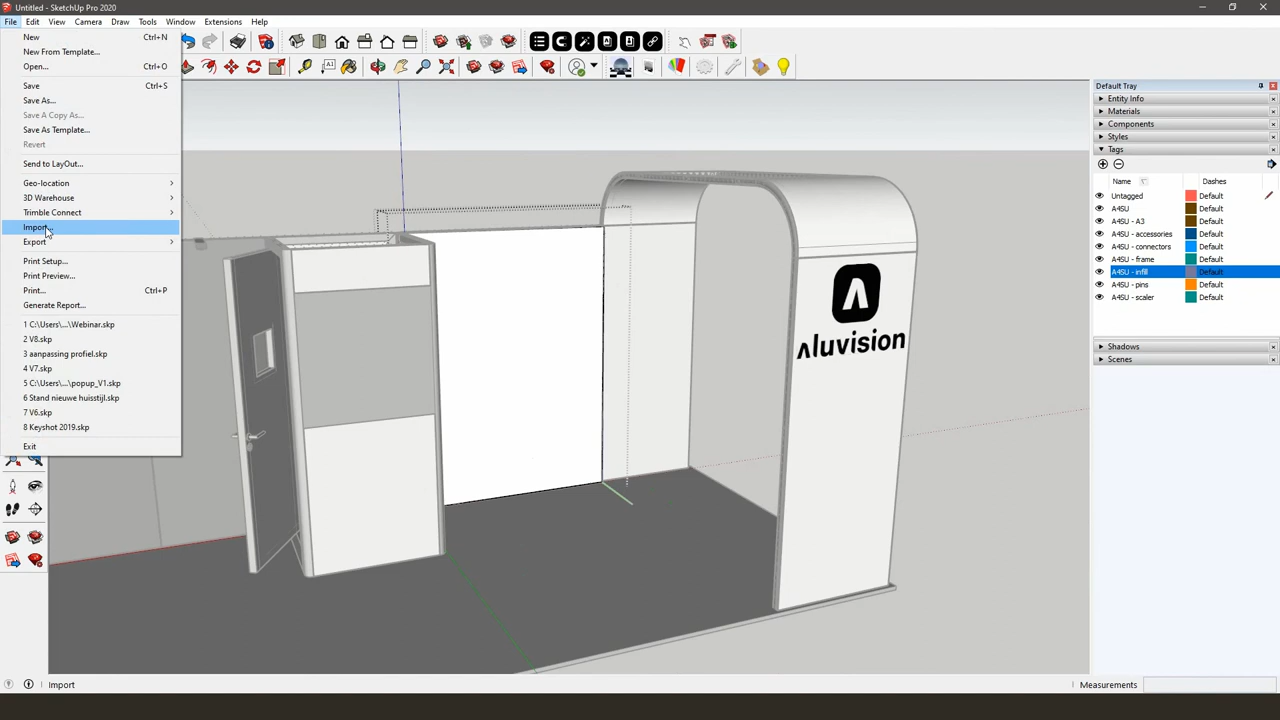 Untitled - SketchUp Pro 2020
File Edit View Camera Draw Tools Window Extensions Help
New Ctrl+N
New From Template...
Open... Ctrl+O
Save Ctrl+S
Save As...
Save A Copy As...
Save As Template...
Revert
Send to LayOut...
Geo-location
3D Warehouse
Trimble Connect
Import...
Export
Print Setup...
Print Preview...
Print... Ctrl+P
Generate Report...
1 C:\Users\...\Webinar.skp
2 V8.skp
3 aanpassing profiel.skp
4 V7.skp
5 C:\Users\...\popup_V1.skp
6 Stand nieuwe huisstijl.skp
7 V6.skp
8 Keyshot 2019.skp
Exit
Aluvision
Default Tray
Entity Info
Materials
Components
Styles
Tags
Name Dashes
Untagged Default
A4SU Default
A4SU - A3 Default
A4SU - accessories Default
A4SU - connectors Default
A4SU - frame Default
A4SU - infill Default
A4SU - pins Default
A4SU - scaler Default
Shadows
Scenes
Import
Measurements